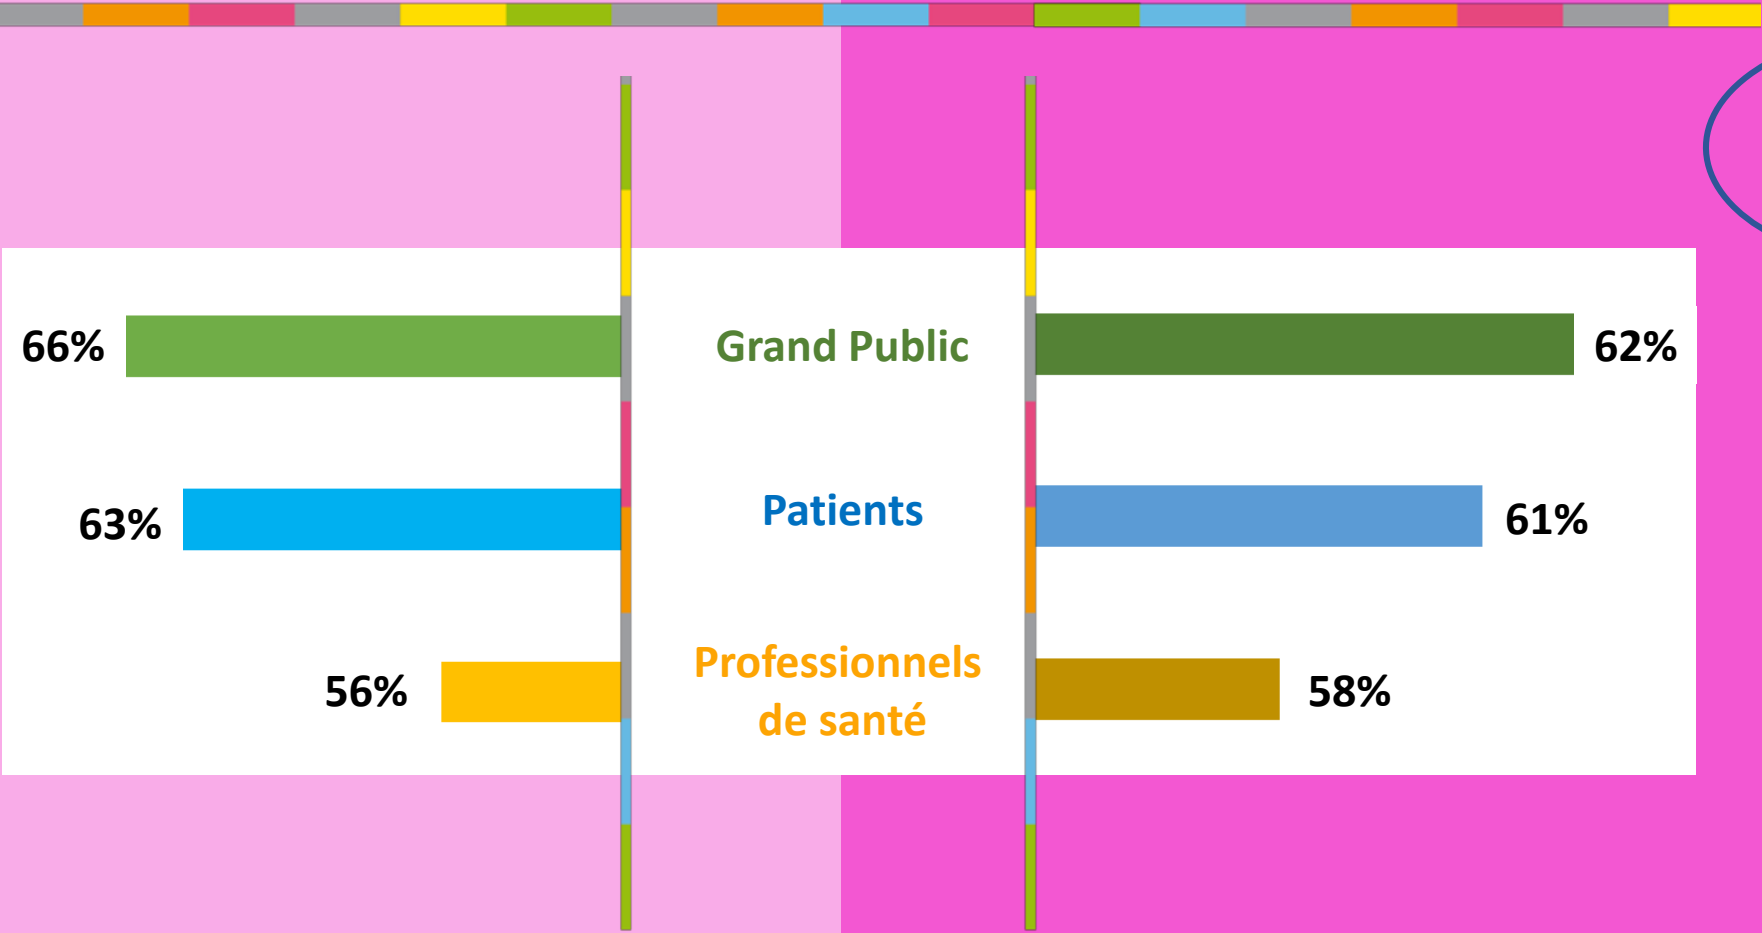 66%
Grand Public
62%
63%
Patients
61%
56%
Professionnels
de santé
58%